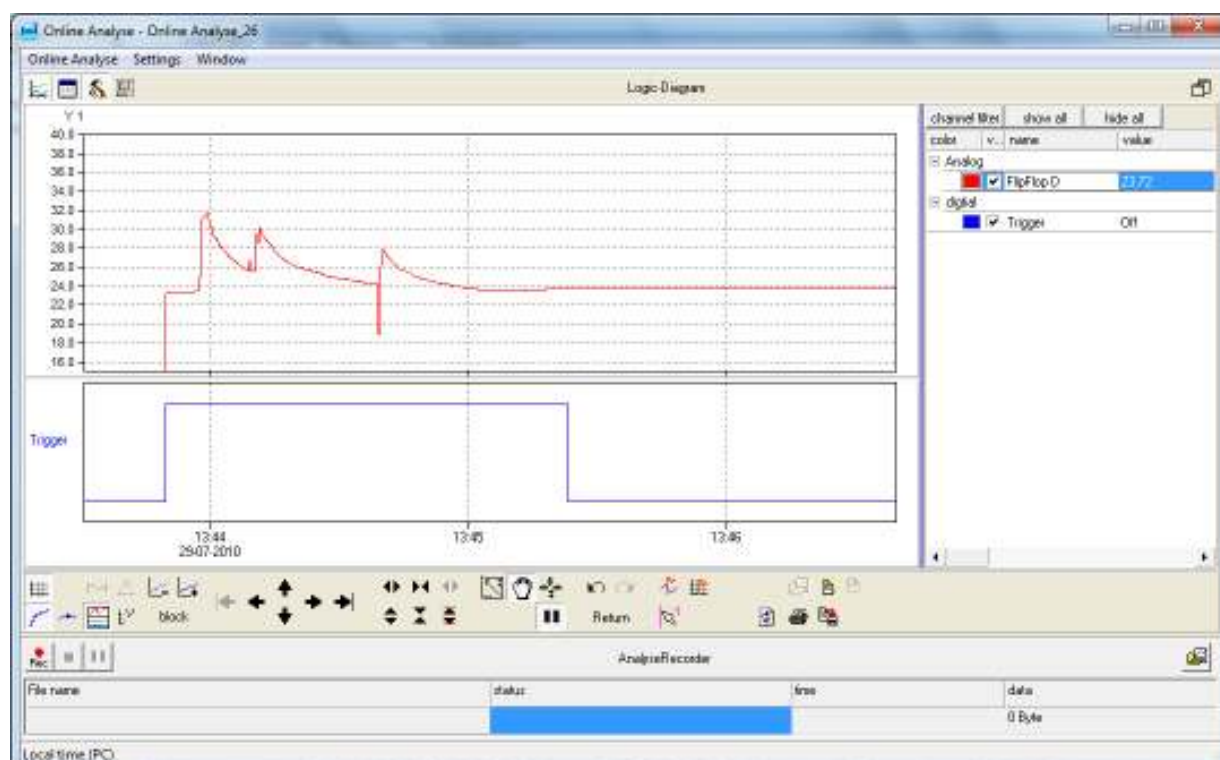 Online Analyse - Online Analyse_26
Online Analyse Settings Window
Logic-Diagram
Y 1
40.0
38.0
36.0
34.0
32.0
30.0
28.0
26.0
24.0
22.0
20.0
18.0
16.0
Trigger
13:44
29-07-2010
13:45
13:46
channel filter show all hide all
color v.. name value
Analog
FlipFlop D 23,72
digital
Trigger Off
block
Return
Rec
AnalyseRecorder
File name status time data
0 Byte
Local time (PC)